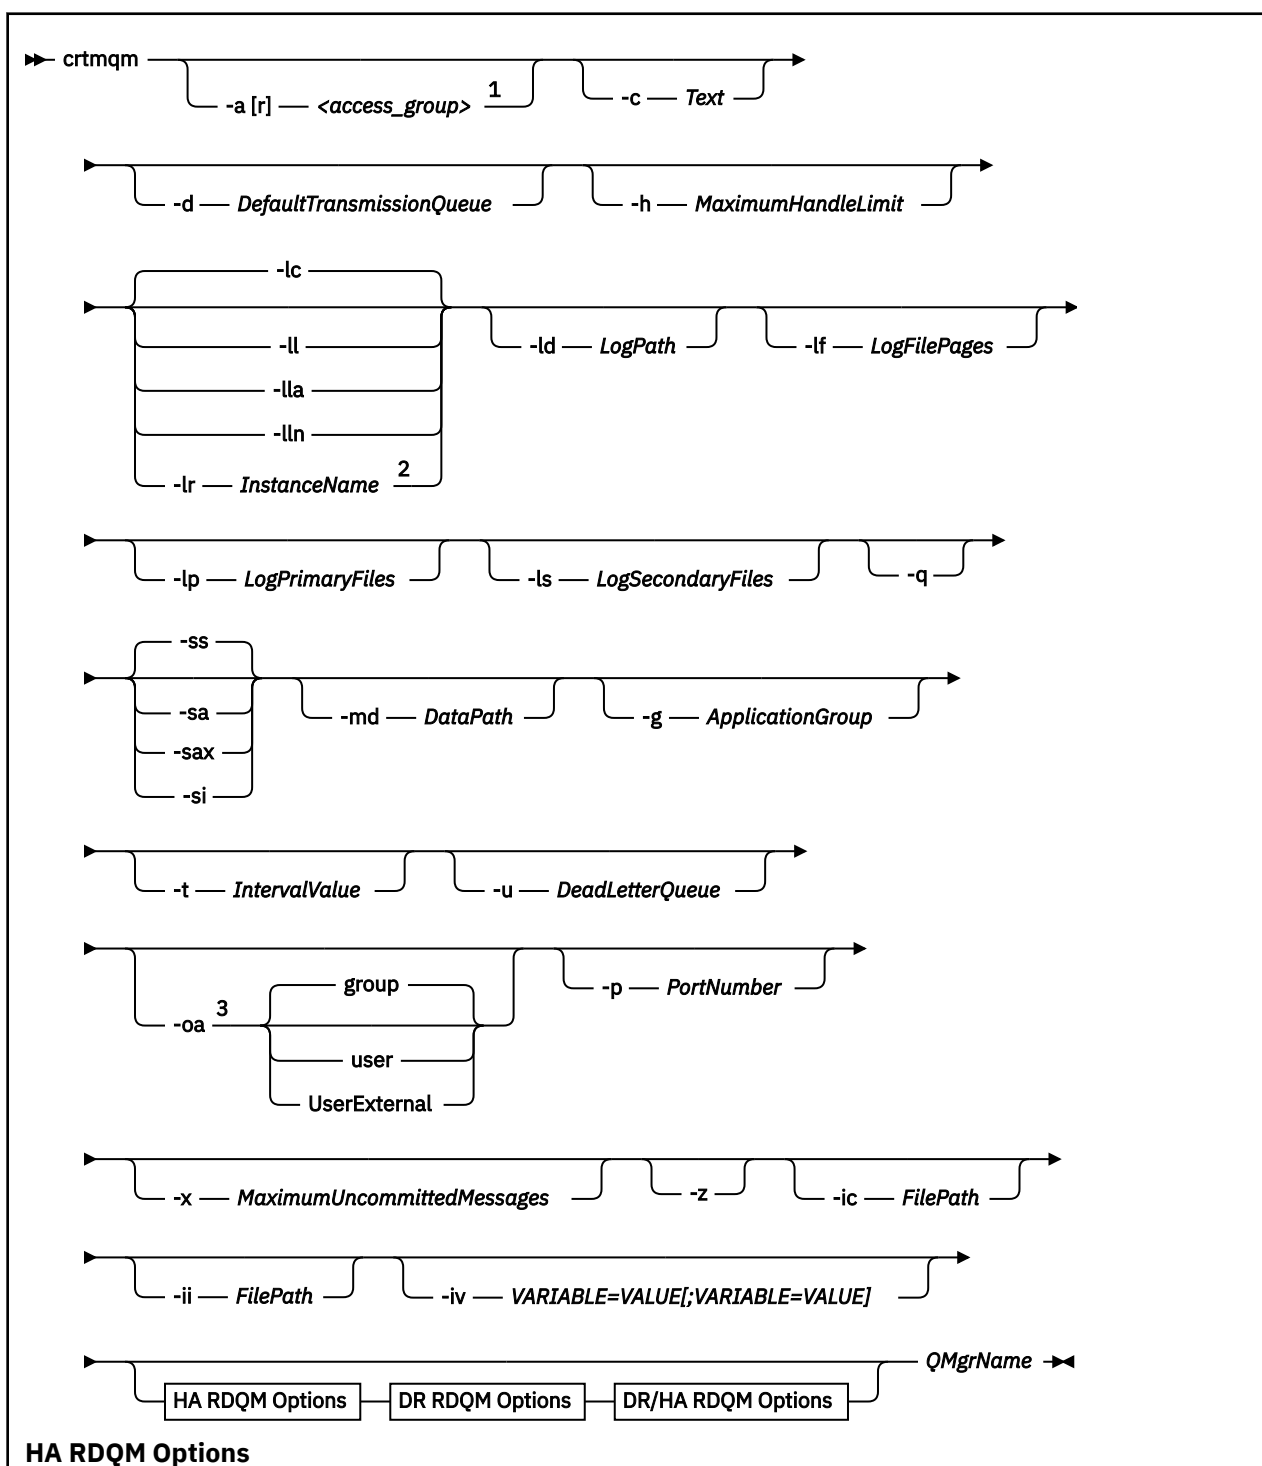 crtmqm
-a [r] <access_group> 1 -c Text
-d DefaultTransmissionQueue -h MaximumHandleLimit
-lc
-ll -ld LogPath -lf LogFilePages
-lla
-lln
-lr InstanceName 2
-lp LogPrimaryFiles -ls LogSecondaryFiles -q
-ss
-sa -md DataPath -g ApplicationGroup
-sax
-si
-t IntervalValue -u DeadLetterQueue
group -p PortNumber
-oa 3
user
UserExternal
-x MaximumUncommittedMessages -z -ic FilePath
-ii FilePath -iv VARIABLE=VALUE[;VARIABLE=VALUE]
QMgrName
HA RDQM Options DR RDQM Options DR/HA RDQM Options
HA RDQM Options